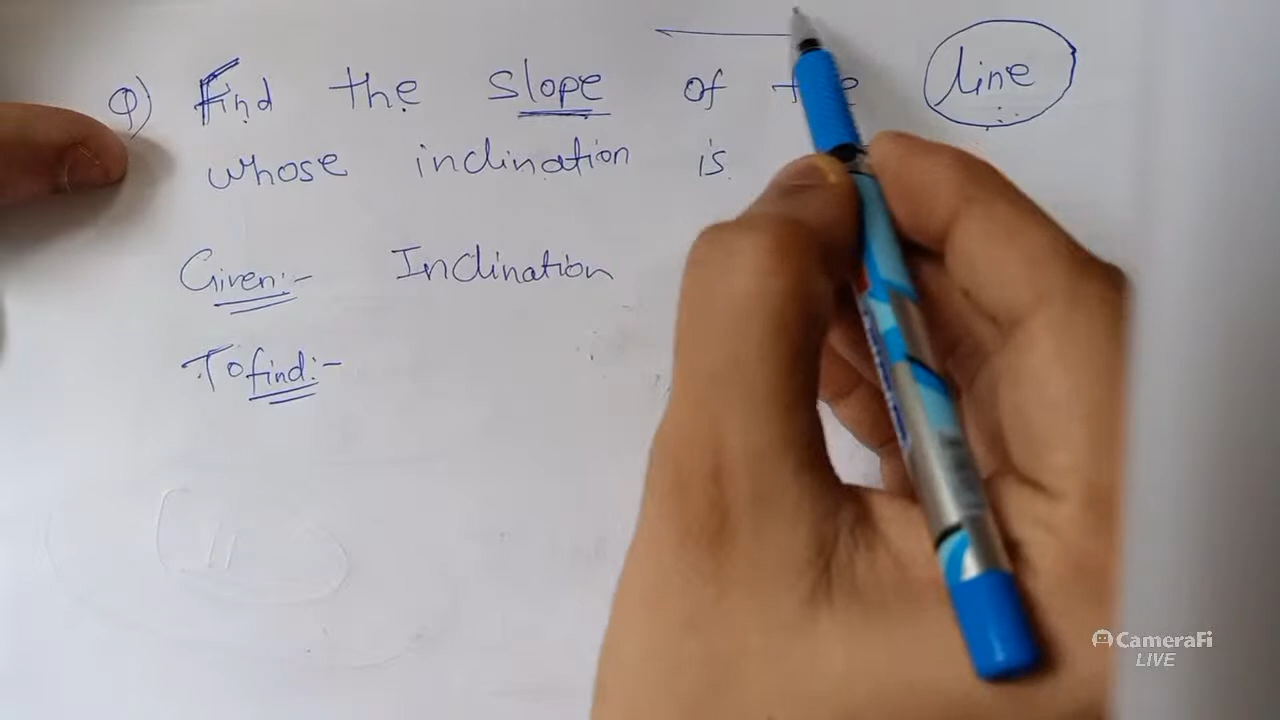 Q) Find the slope of the line
whose inclination is
Given:- Inclination
To find:-
CameraFi
LIVE